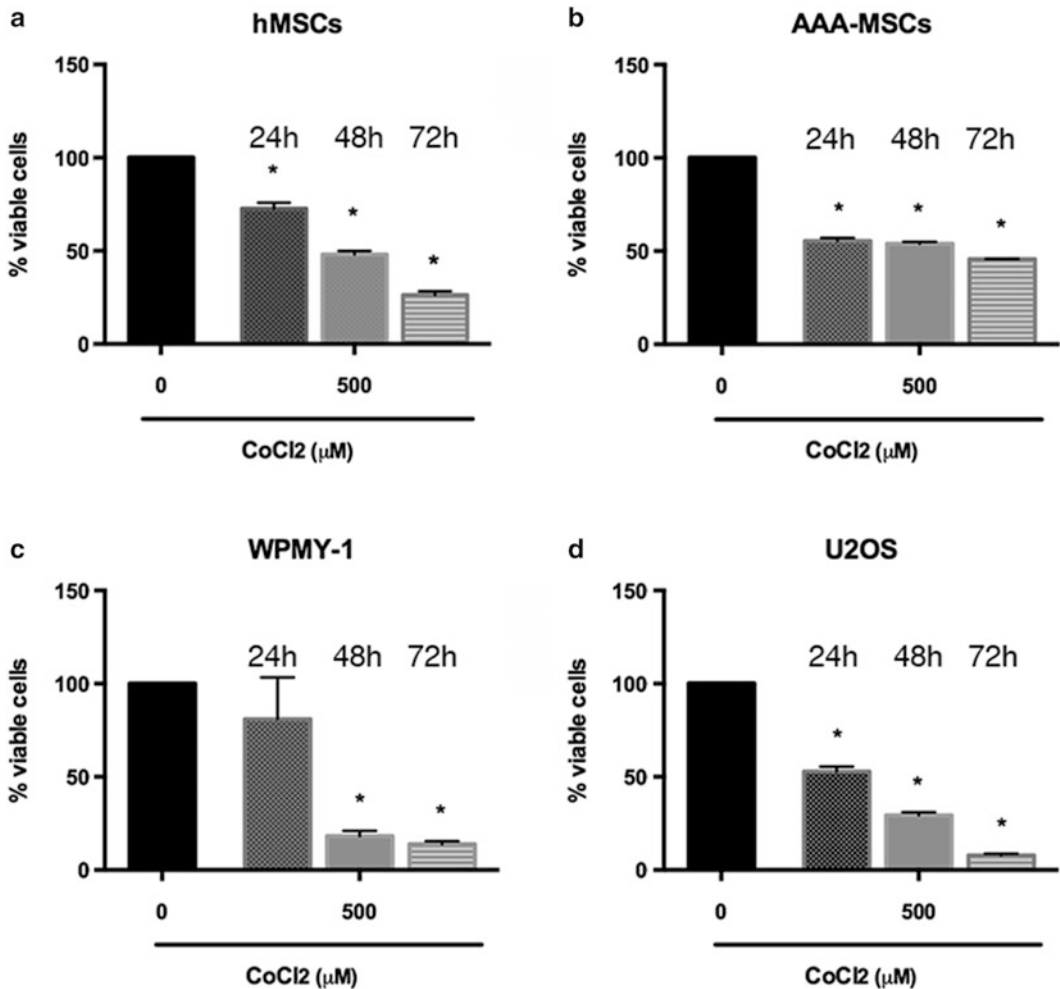 a
hMSCs
150
100
50
0
% viable cells
24h 48h 72h
* * *
0 500
CoCl2 (μM)
b
AAA-MSCs
150
100
50
0
% viable cells
24h 48h 72h
* * *
0 500
CoCl2 (μM)
c
WPMY-1
150
100
50
0
% viable cells
24h 48h 72h
* *
0 500
CoCl2 (μM)
d
U2OS
150
100
50
0
% viable cells
24h 48h 72h
* * *
0 500
CoCl2 (μM)